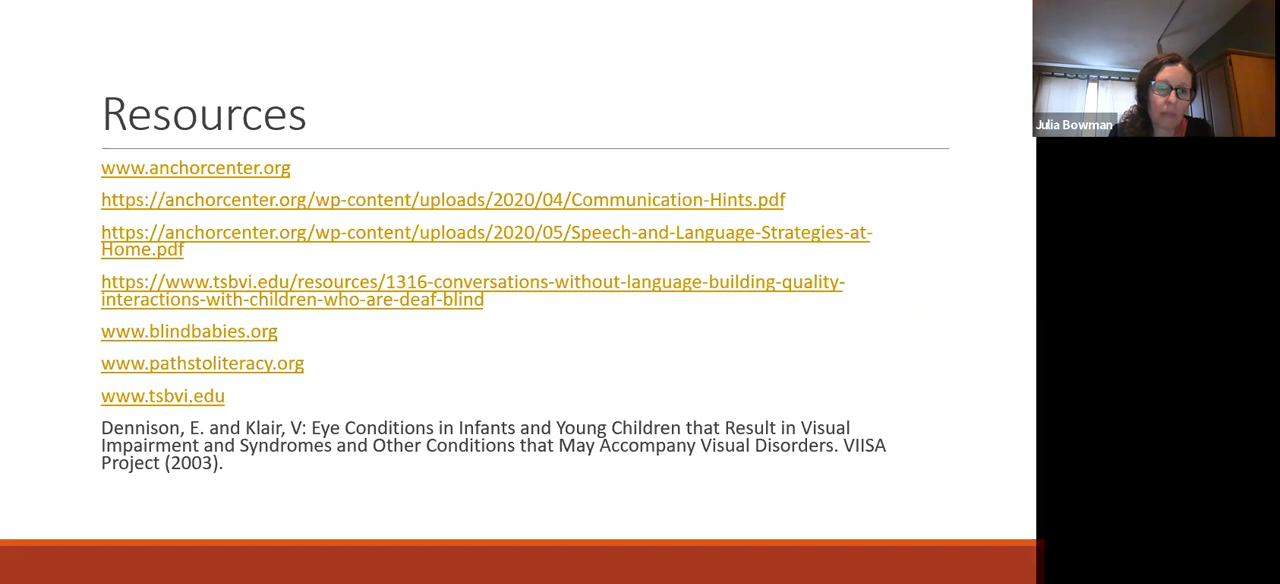 Resources
www.anchorcenter.org
https://anchorcenter.org/wp-content/uploads/2020/04/Communication-Hints.pdf
https://anchorcenter.org/wp-content/uploads/2020/05/Speech-and-Language-Strategies-at-
Home.pdf
https://www.tsbvi.edu/resources/1316-conversations-without-language-building-quality-
interactions-with-children-who-are-deaf-blind
www.blindbabies.org
www.pathstoliteracy.org
www.tsbvi.edu
Dennison, E. and Klair, V: Eye Conditions in Infants and Young Children that Result in Visual
Impairment and Syndromes and Other Conditions that May Accompany Visual Disorders. VIISA
Project (2003).
Julia Bowman